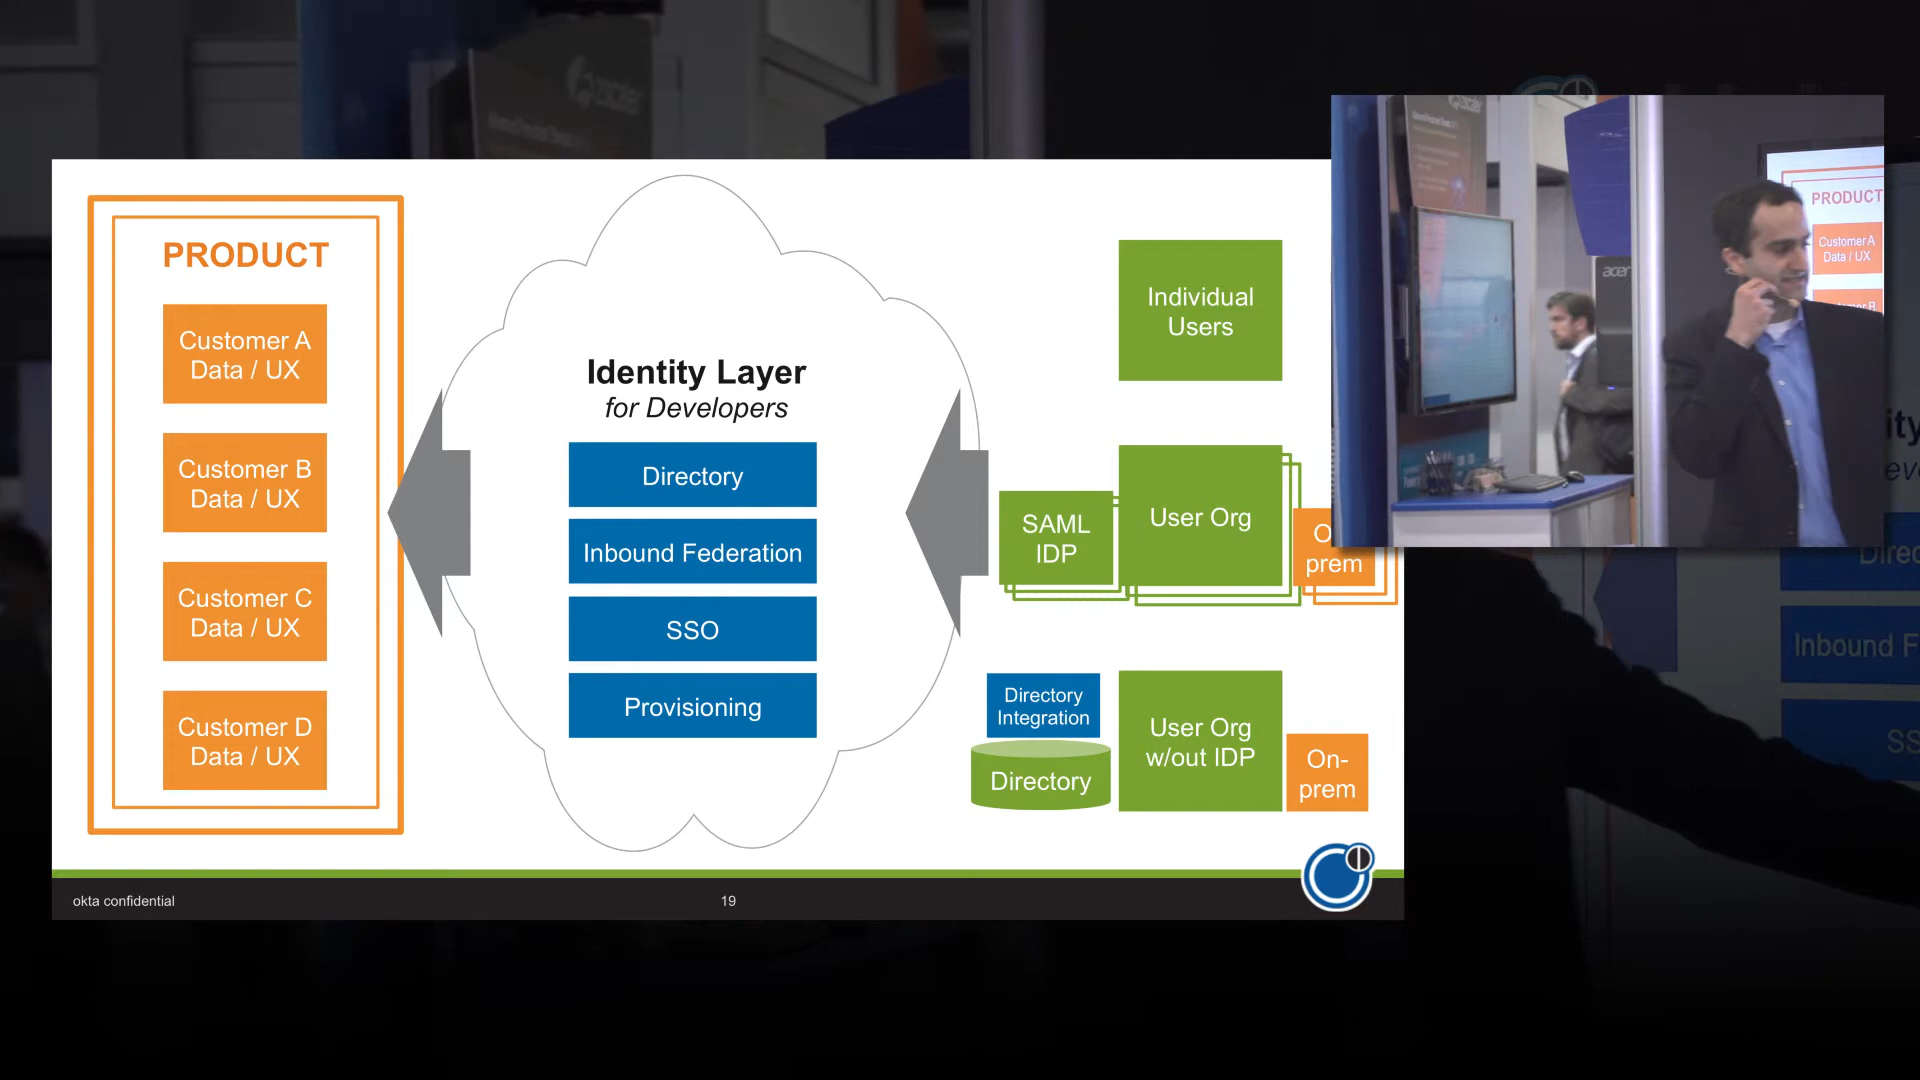 PRODUCT
Customer A
Data / UX
Customer B
Data / UX
Customer C
Data / UX
Customer D
Data / UX
Identity Layer
for Developers
Directory
Inbound Federation
SSO
Provisioning
Individual
Users
SAML
IDP
User Org
prem
Directory
Integration
Directory
User Org
w/out IDP
On-
prem
okta confidential
19
PRODUCT
Customer A
Data / UX
acer
Inbound F
SS